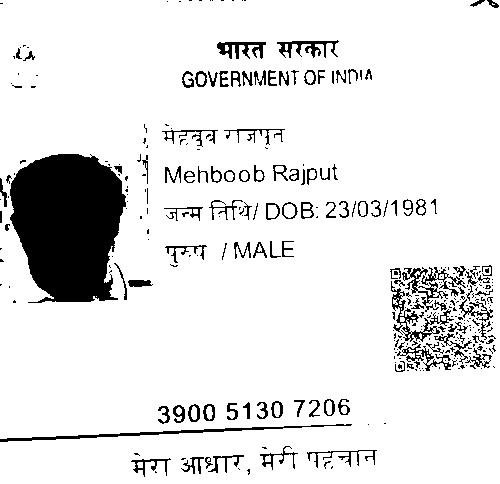 भारत सरकार
GOVERNMENT OF INDIA
मेहबुब राजपुत
Mehboob Rajput
जन्म तिथि/ DOB: 23/03/1981
पुरुष / MALE
3900 5130 7206
मेरा आधार, मेरी पहचान